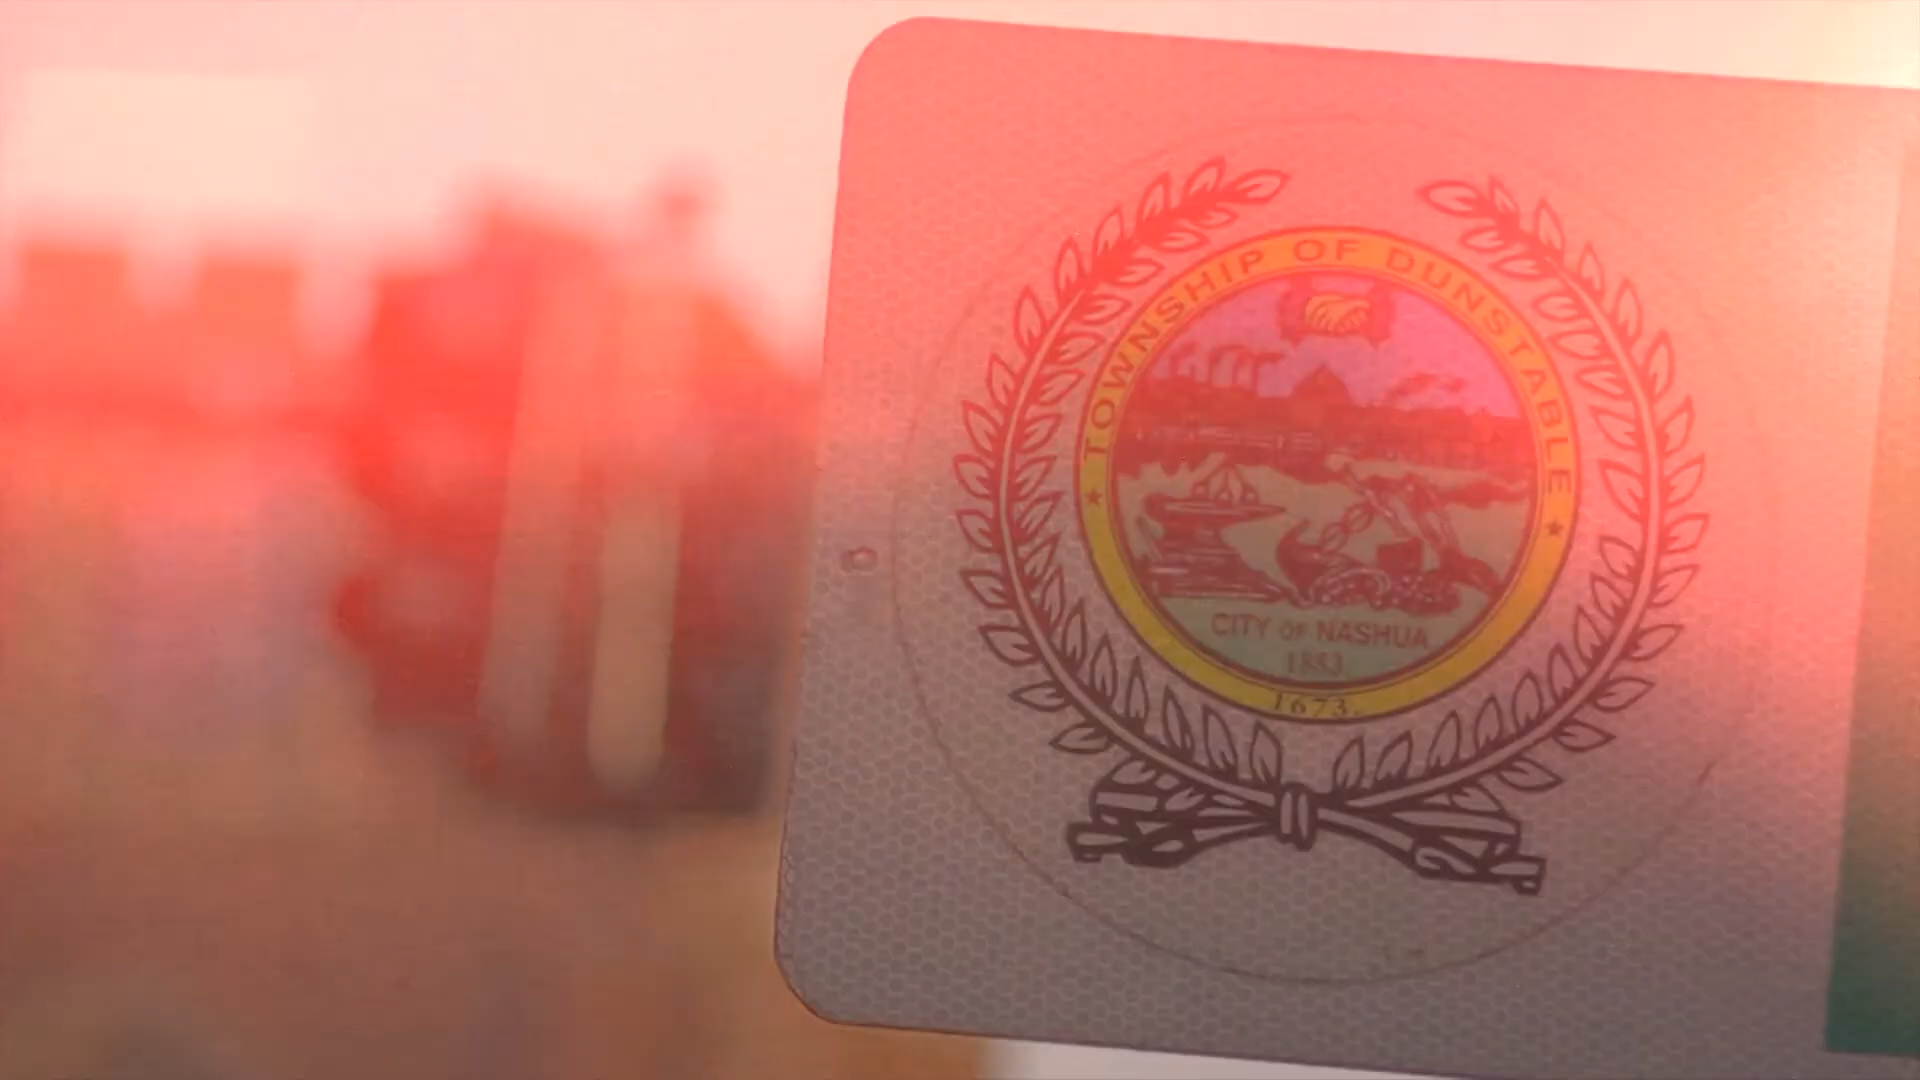 TOWNSHIP OF DUNSTABLE
CITY OF NASHUA
1853
1673.